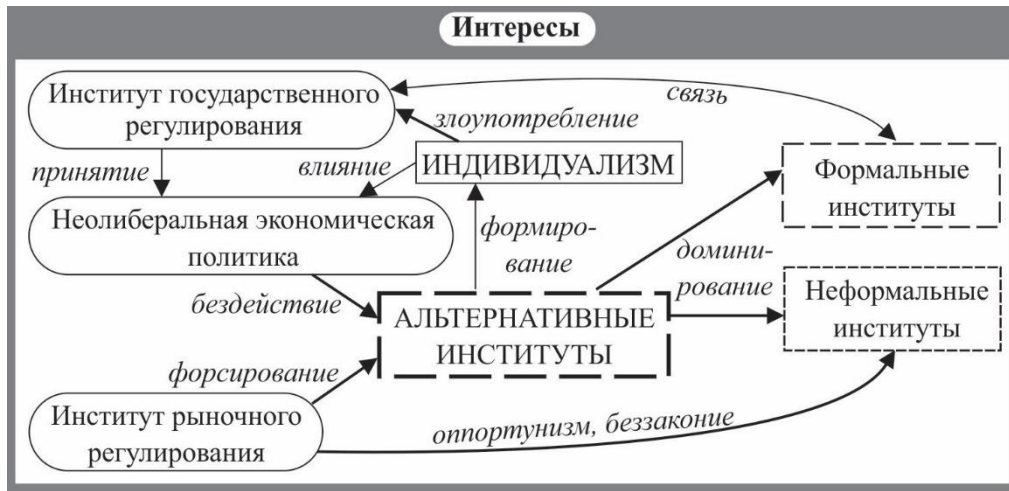 Интересы
Институт государственного
регулирования
связь
злоупотребление
принятие
влияние
ИНДИВИДУАЛИЗМ
Формальные
институты
Неолиберальная экономическая
политика
формиро-
вание
домини-
рование
бездействие
АЛЬТЕРНАТИВНЫЕ
ИНСТИТУТЫ
Неформальные
институты
форсирование
Институт рыночного
регулирования
оппортунизм, беззаконие